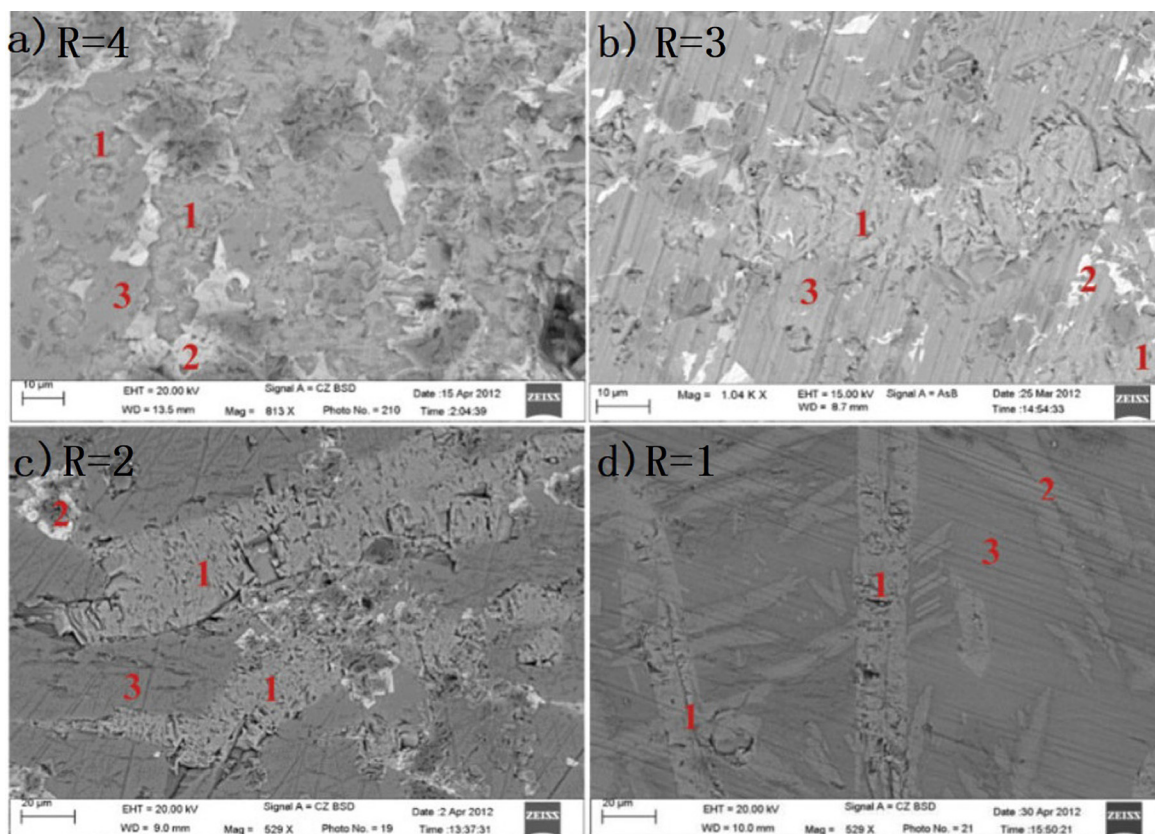 a) R=4
1
1
3
2
10 μm
EHT = 20.00 kV
Signal A = CZ BSD
Date :15 Apr 2012
WD = 13.5 mm
Mag = 813 X
Photo No. = 210
Time :2:04:39
ZEISS
b) R=3
1
3
2
1
10 μm
Mag = 1.04 K X
EHT = 15.00 kV
Signal A = AsB
Date :25 Mar 2012
WD = 8.7 mm
Time :14:54:33
ZEISS
c) R=2
2
1
3
1
20 μm
EHT = 20.00 kV
Signal A = CZ BSD
Date :2 Apr 2012
WD = 9.0 mm
Mag = 529 X
Photo No. = 19
Time :13:37:31
ZEISS
d) R=1
2
3
1
1
20 μm
EHT = 20.00 kV
Signal A = CZ BSD
Date :30 Apr 2012
WD = 10.0 mm
Mag = 529 X
Photo No. = 21
Time :15:50:21
ZEISS